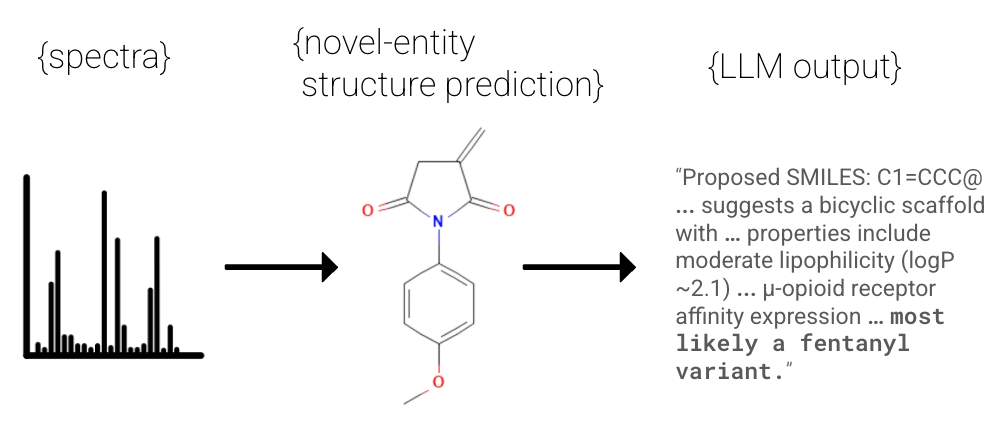 {spectra}
{novel-entity
structure prediction}
{LLM output}
O
O
N
O
"Proposed SMILES: C1=CCC@
... suggests a bicyclic scaffold
with ... properties include
moderate lipophilicity (logP
~2.1) ... μ-opioid receptor
affinity expression ... most
likely a fentanyl
variant."